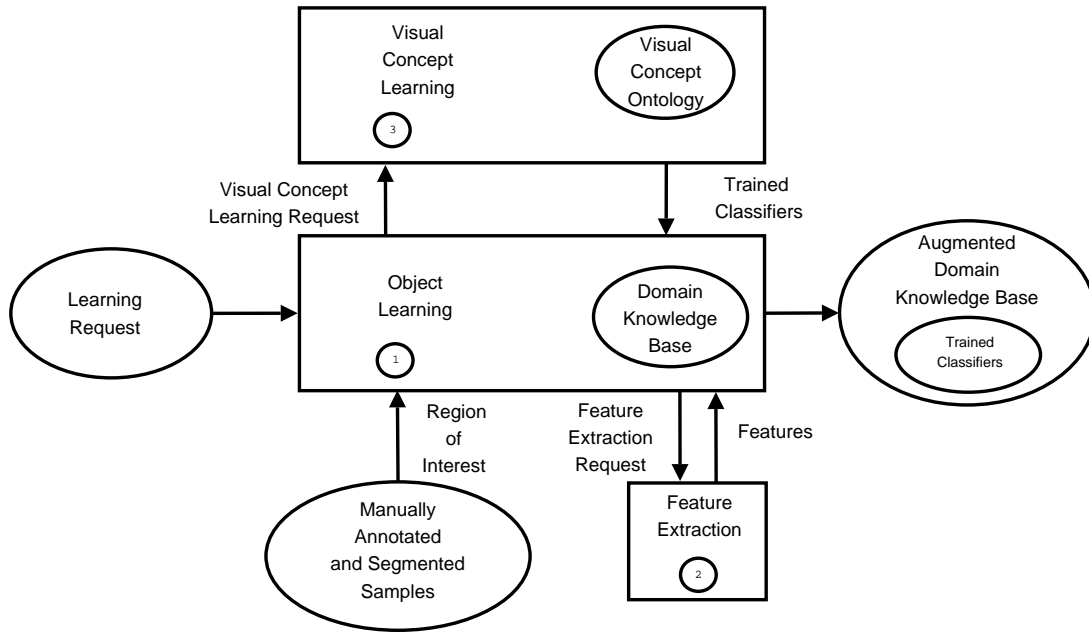 Visual
Concept
Learning
3
Visual
Concept
Ontology
Visual Concept
Learning Request
Trained
Classifiers
Learning
Request
Object
Learning
1
Domain
Knowledge
Base
Augmented
Domain
Knowledge Base
Trained
Classifiers
Region
of
Interest
Feature
Extraction
Request
Features
Manually
Annotated
and Segmented
Samples
Feature
Extraction
2